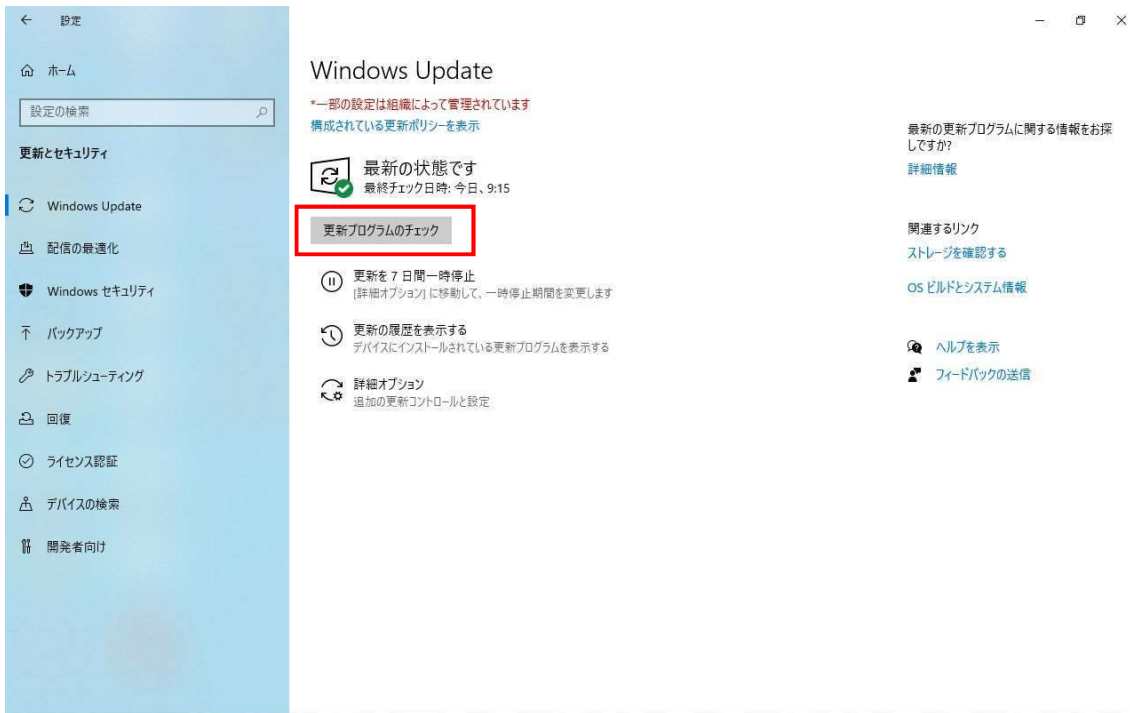 設定
ホーム
設定の検索
更新とセキュリティ
Windows Update
配信の最適化
Windows セキュリティ
バックアップ
トラブルシューティング
回復
ライセンス認証
デバイスの検索
開発者向け
Windows Update
*一部の設定は組織によって管理されています
構成されている更新ポリシーを表示
最新の状態です
最終チェック日時: 今日、9:15
更新プログラムのチェック
更新を 7 日間一時停止
[詳細オプション] に移動して、一時停止期間を変更します
更新の履歴を表示する
デバイスにインストールされている更新プログラムを表示する
詳細オプション
追加の更新コントロールと設定
最新の更新プログラムに関する情報をお探
しですか?
詳細情報
関連するリンク
ストレージを確認する
OS ビルドとシステム情報
ヘルプを表示
フィードバックの送信